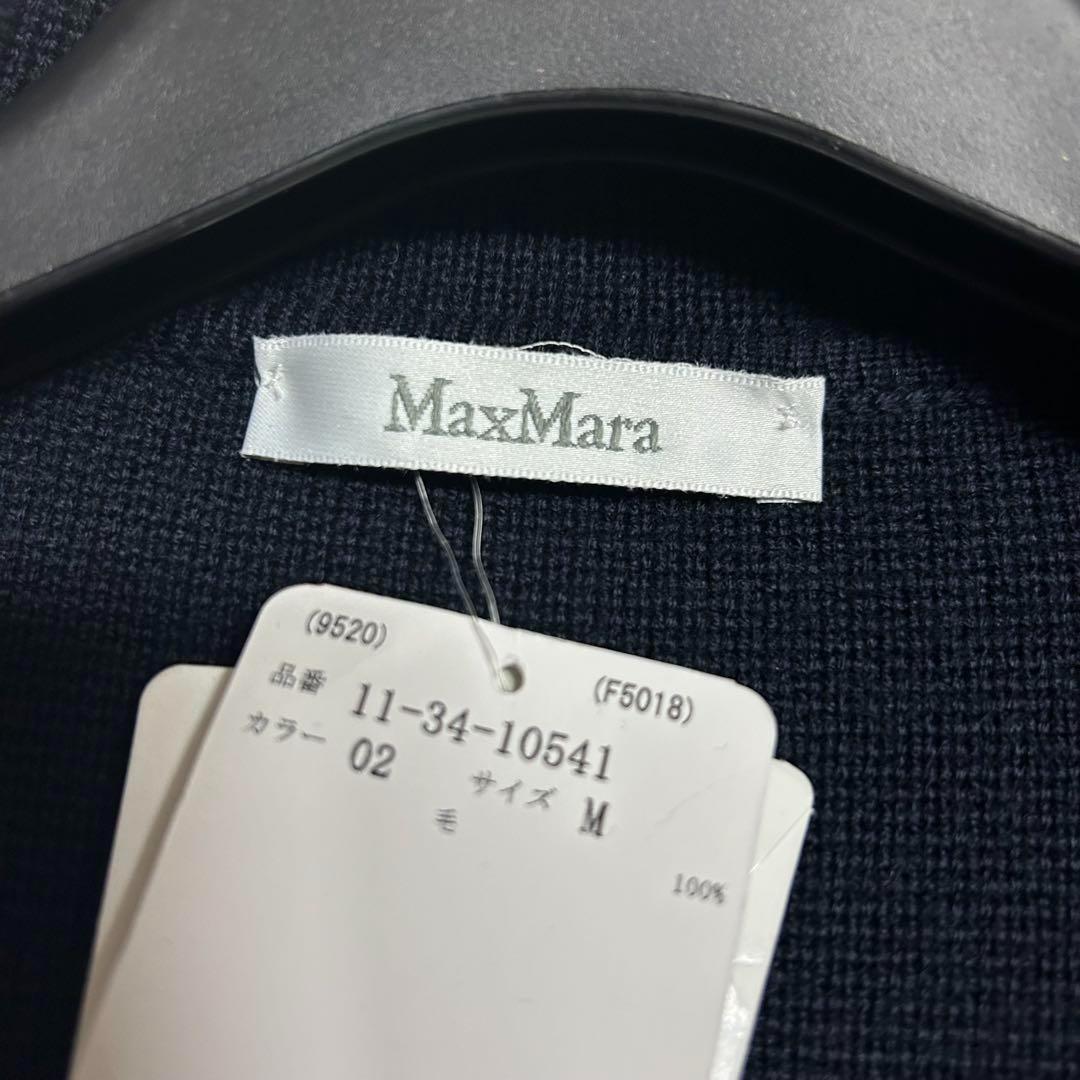 MaxMara
(9520) (F5018)
品番 11-34-10541
カラー 02 サイズ M
毛 100%